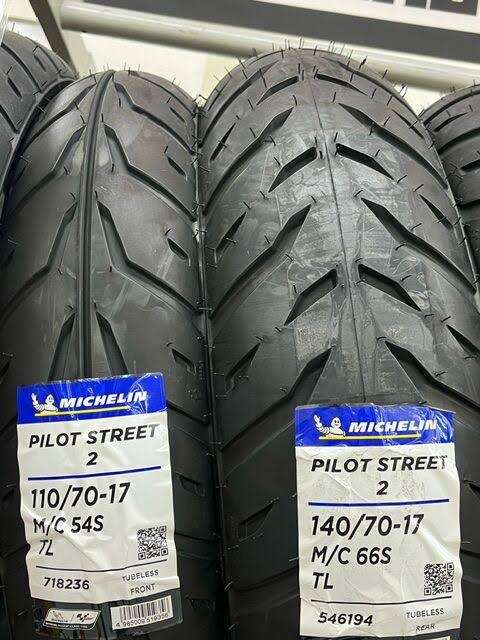 MICHELIN
PILOT STREET
2
110/70-17
M/C 54S
TL
718236
TUBELESS
FRONT
MICHELIN
PILOT STREET
2
140/70-17
M/C 66S
TL
546194
TUBELESS
REAR